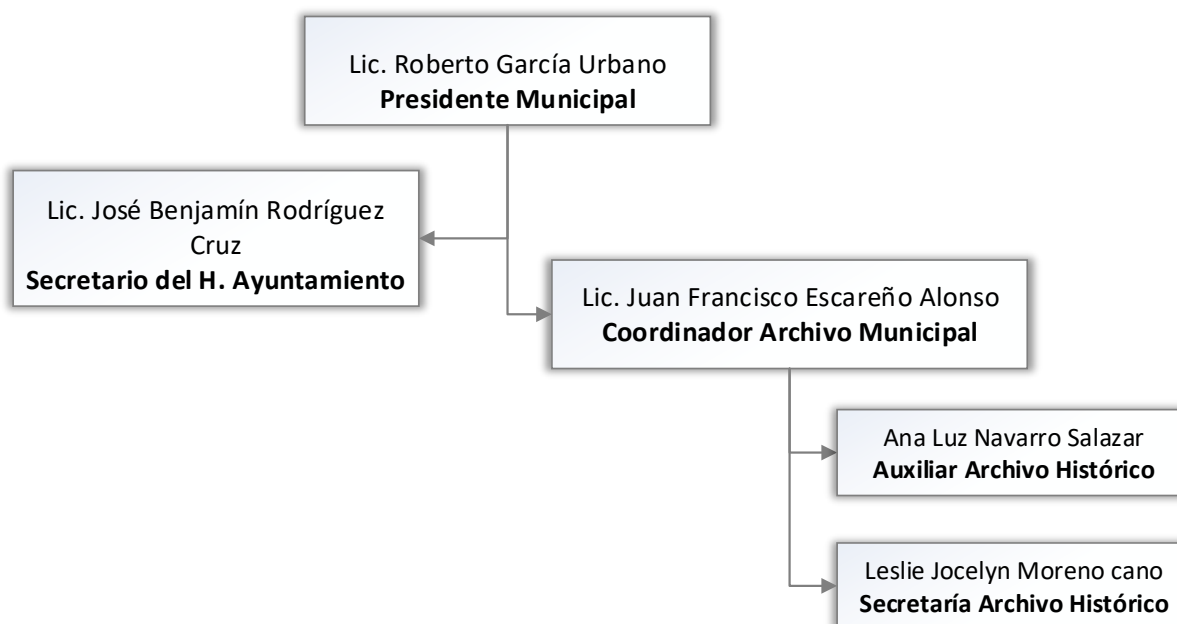 Lic. Roberto García Urbano
Presidente Municipal
Lic. José Benjamín Rodríguez
Cruz
Secretario del H. Ayuntamiento
Lic. Juan Francisco Escareño Alonso
Coordinador Archivo Municipal
Ana Luz Navarro Salazar
Auxiliar Archivo Histórico
Leslie Jocelyn Moreno cano
Secretaría Archivo Histórico